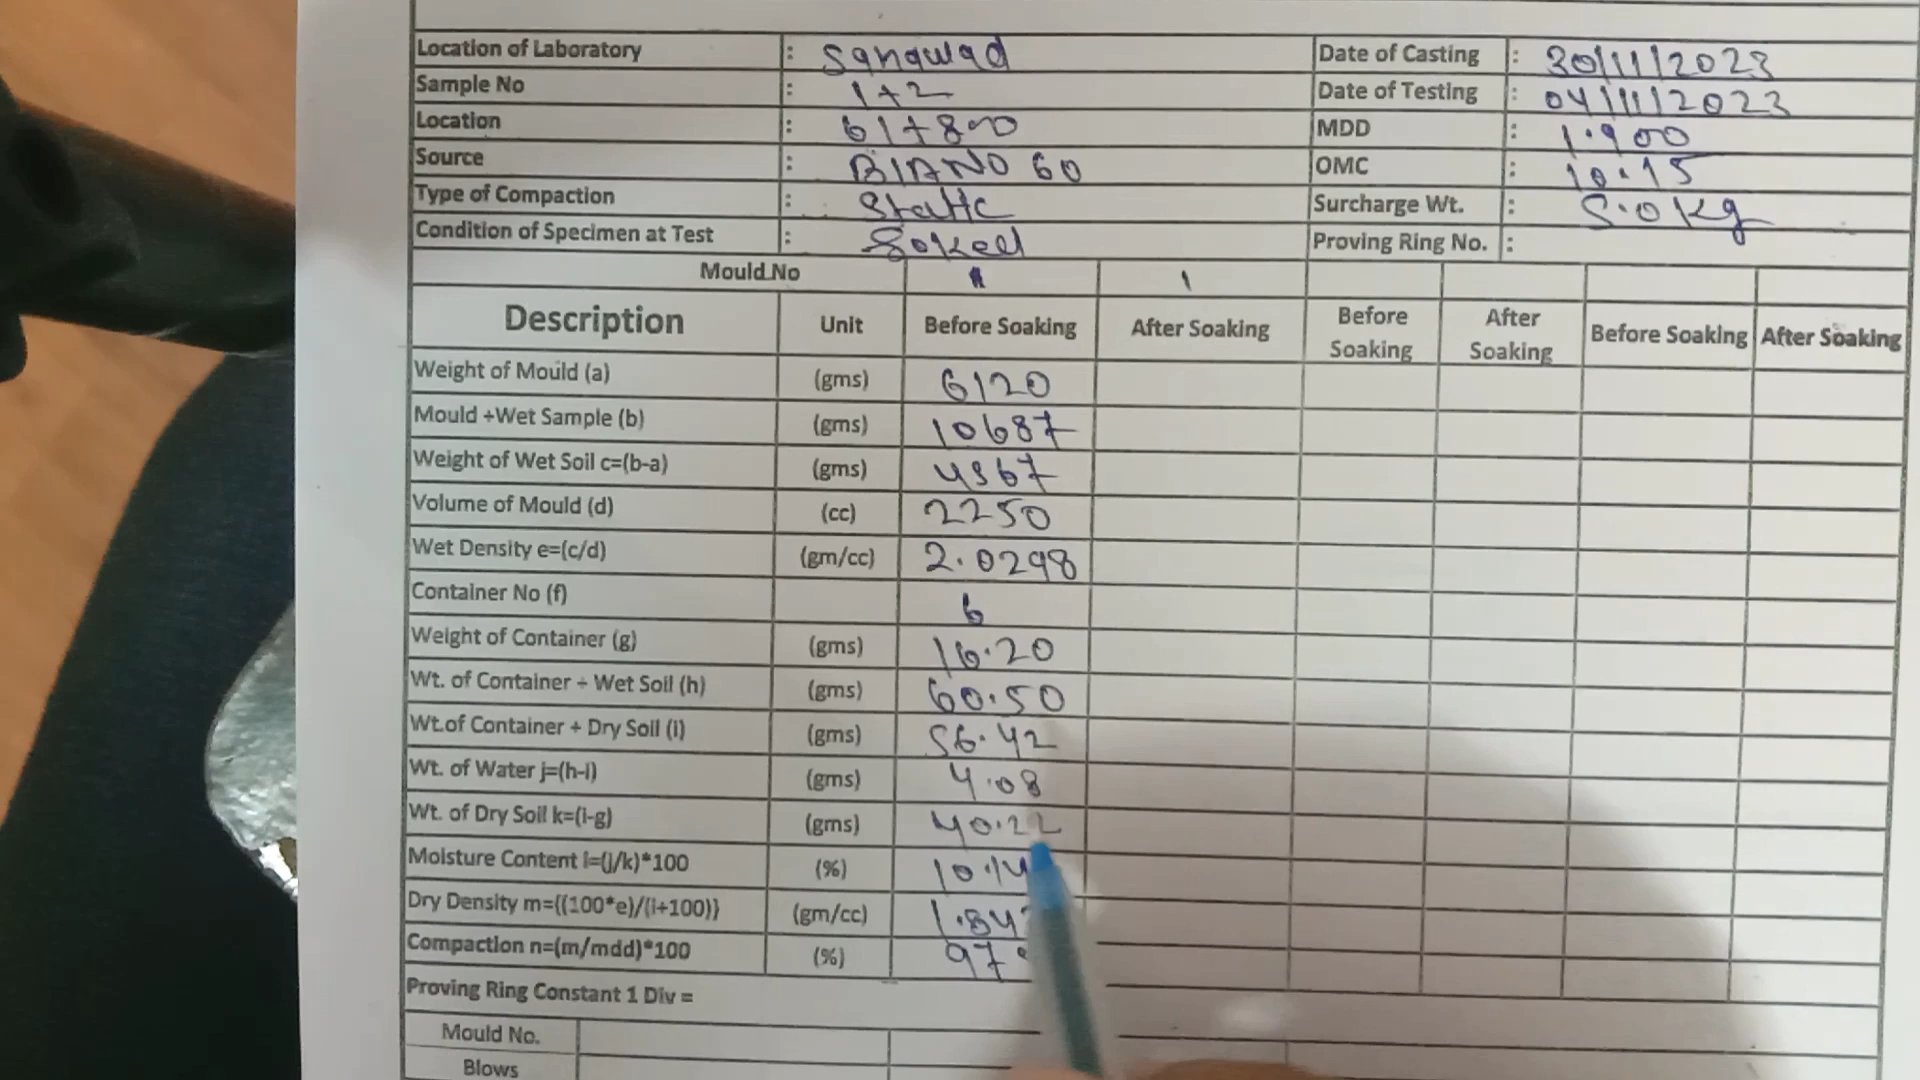 Location of Laboratory : Sanawad Date of Casting : 30/11/2023
Sample No : 1+2 Date of Testing : 04/11/2023
Location : 61+800 MDD : 1.900
Source : 60 OMC : 10.15
Type of Compaction : Static Surcharge Wt. : 5.0 kg
Condition of Specimen at Test : Soked Proving Ring No. :
Mould No 1
Description Unit Before Soaking After Soaking Before Soaking After Soaking Before Soaking After Soaking
Weight of Mould (a) (gms) 6120
Mould +Wet Sample (b) (gms) 10687
Weight of Wet Soil c=(b-a) (gms) 4567
Volume of Mould (d) (cc) 2250
Wet Density e=(c/d) (gm/cc) 2.0298
Container No (f) 6
Weight of Container (g) (gms) 16.20
Wt. of Container + Wet Soil (h) (gms) 60.50
Wt.of Container + Dry Soil (i) (gms) 56.42
Wt. of Water j=(h-i) (gms) 4.08
Wt. of Dry Soil k=(i-g) (gms) 40.22
Moisture Content l=(j/k)*100 (%) 10.14
Dry Density m={(100*e)/(i+100)} (gm/cc) 1.84
Compaction n=(m/mdd)*100 (%) 97
Proving Ring Constant 1 Div =
Mould No.
Blows